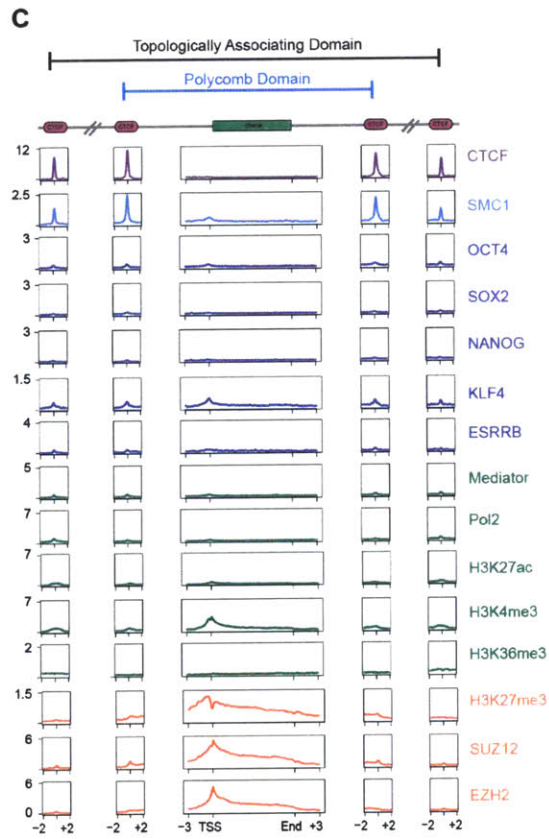 C
Topologically Associating Domain
Polycomb Domain
CTCF CTCF CTCF CTCF
12 CTCF
2.5 SMC1
3 OCT4
3 SOX2
3 NANOG
1.5 KLF4
4 ESRRB
5 Mediator
7 Pol2
7 H3K27ac
7 H3K4me3
2 H3K36me3
1.5 H3K27me3
6 SUZ12
6 EZH2
0
−2 +2 −2 +2 −3 TSS End +3 −2 +2 −2 +2